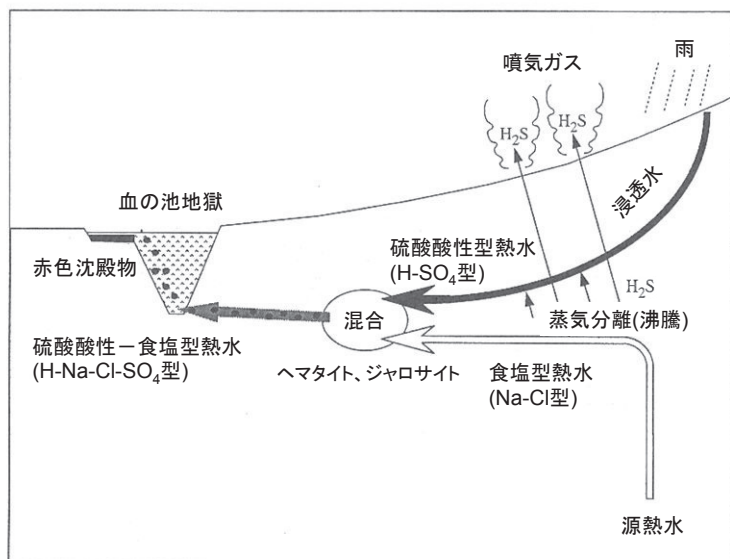 雨
噴気ガス
H₂S
H₂S
浸透水
血の池地獄
赤色沈殿物
硫酸酸性型熱水
(H-SO₄型)
H₂S
蒸気分離(沸騰)
混合
硫酸酸性－食塩型熱水
(H-Na-Cl-SO₄型)
ヘマタイト、ジャロサイト
食塩型熱水
(Na-Cl型)
源熱水